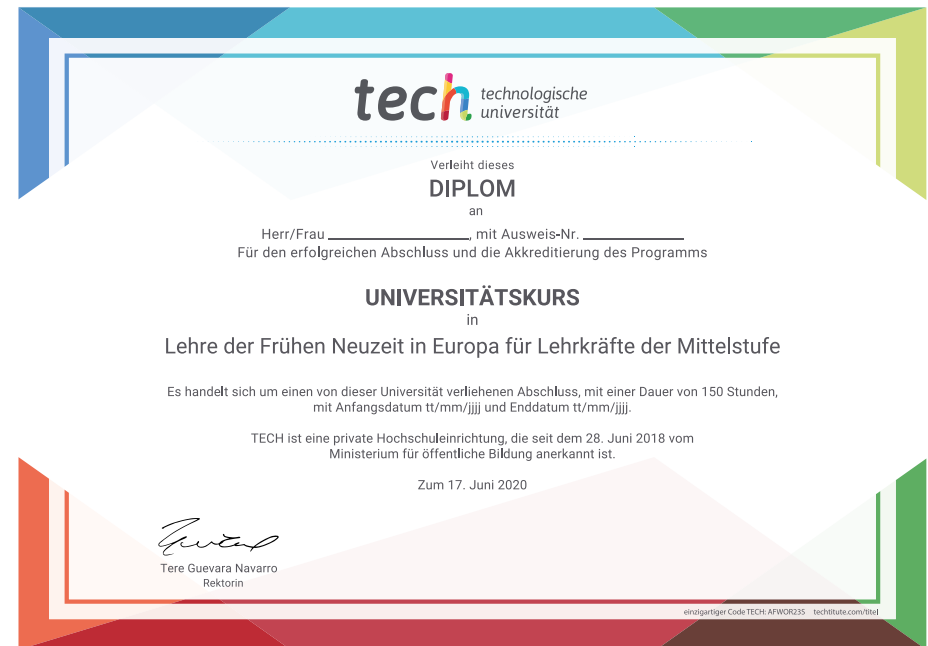 tech technologische
universität
Verleiht dieses
DIPLOM
an
Herr/Frau ____________________, mit Ausweis-Nr. ______________
Für den erfolgreichen Abschluss und die Akkreditierung des Programms
UNIVERSITÄTSKURS
in
Lehre der Frühen Neuzeit in Europa für Lehrkräfte der Mittelstufe
Es handelt sich um einen von dieser Universität verliehenen Abschluss, mit einer Dauer von 150 Stunden,
mit Anfangsdatum tt/mm/jjjj und Enddatum tt/mm/jjjj.
TECH ist eine private Hochschuleinrichtung, die seit dem 28. Juni 2018 vom
Ministerium für öffentliche Bildung anerkannt ist.
Zum 17. Juni 2020
Tere Guevara Navarro
Rektorin
einzigartiger Code TECH: AFWOR235 techtitute.com/titel